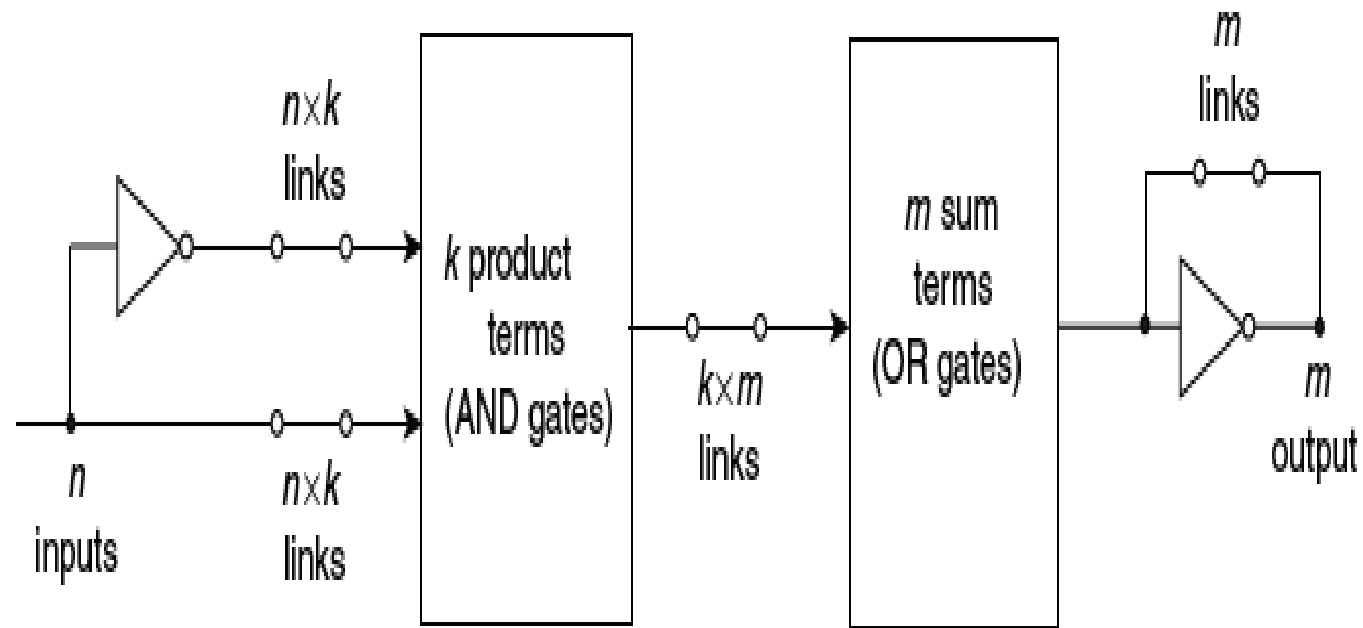 n×k
links
n
inputs
n×k
links
k product
terms
(AND gates)
k×m
links
m sum
terms
(OR gates)
m
links
m
output